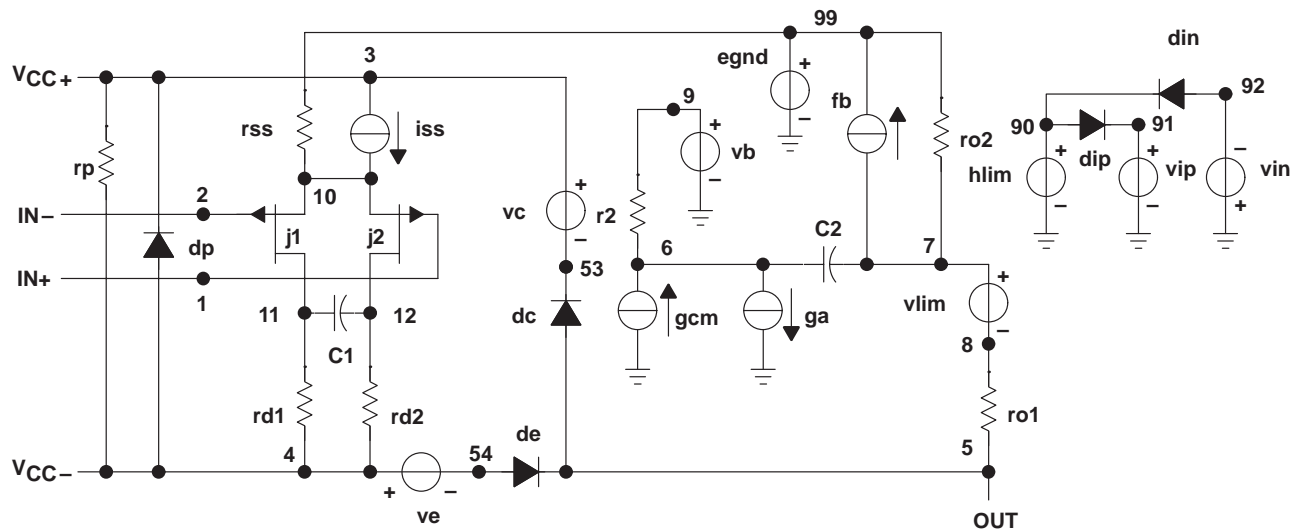 99
3
din
VCC+
egnd
+
92
9
+
fb
rss
iss
−
90
91
+
−
rp
vb
ro2
+
dip
+
−
2
10
−
hlim
vip
vin
IN−
+
−
−
+
vc
r2
j1
j2
C2
dp
−
6
7
IN+
53
+
1
gcm
ga
vlim
11
12
dc
−
C1
8
rd1
rd2
ro1
de
4
54
5
VCC−
+
−
ve
OUT